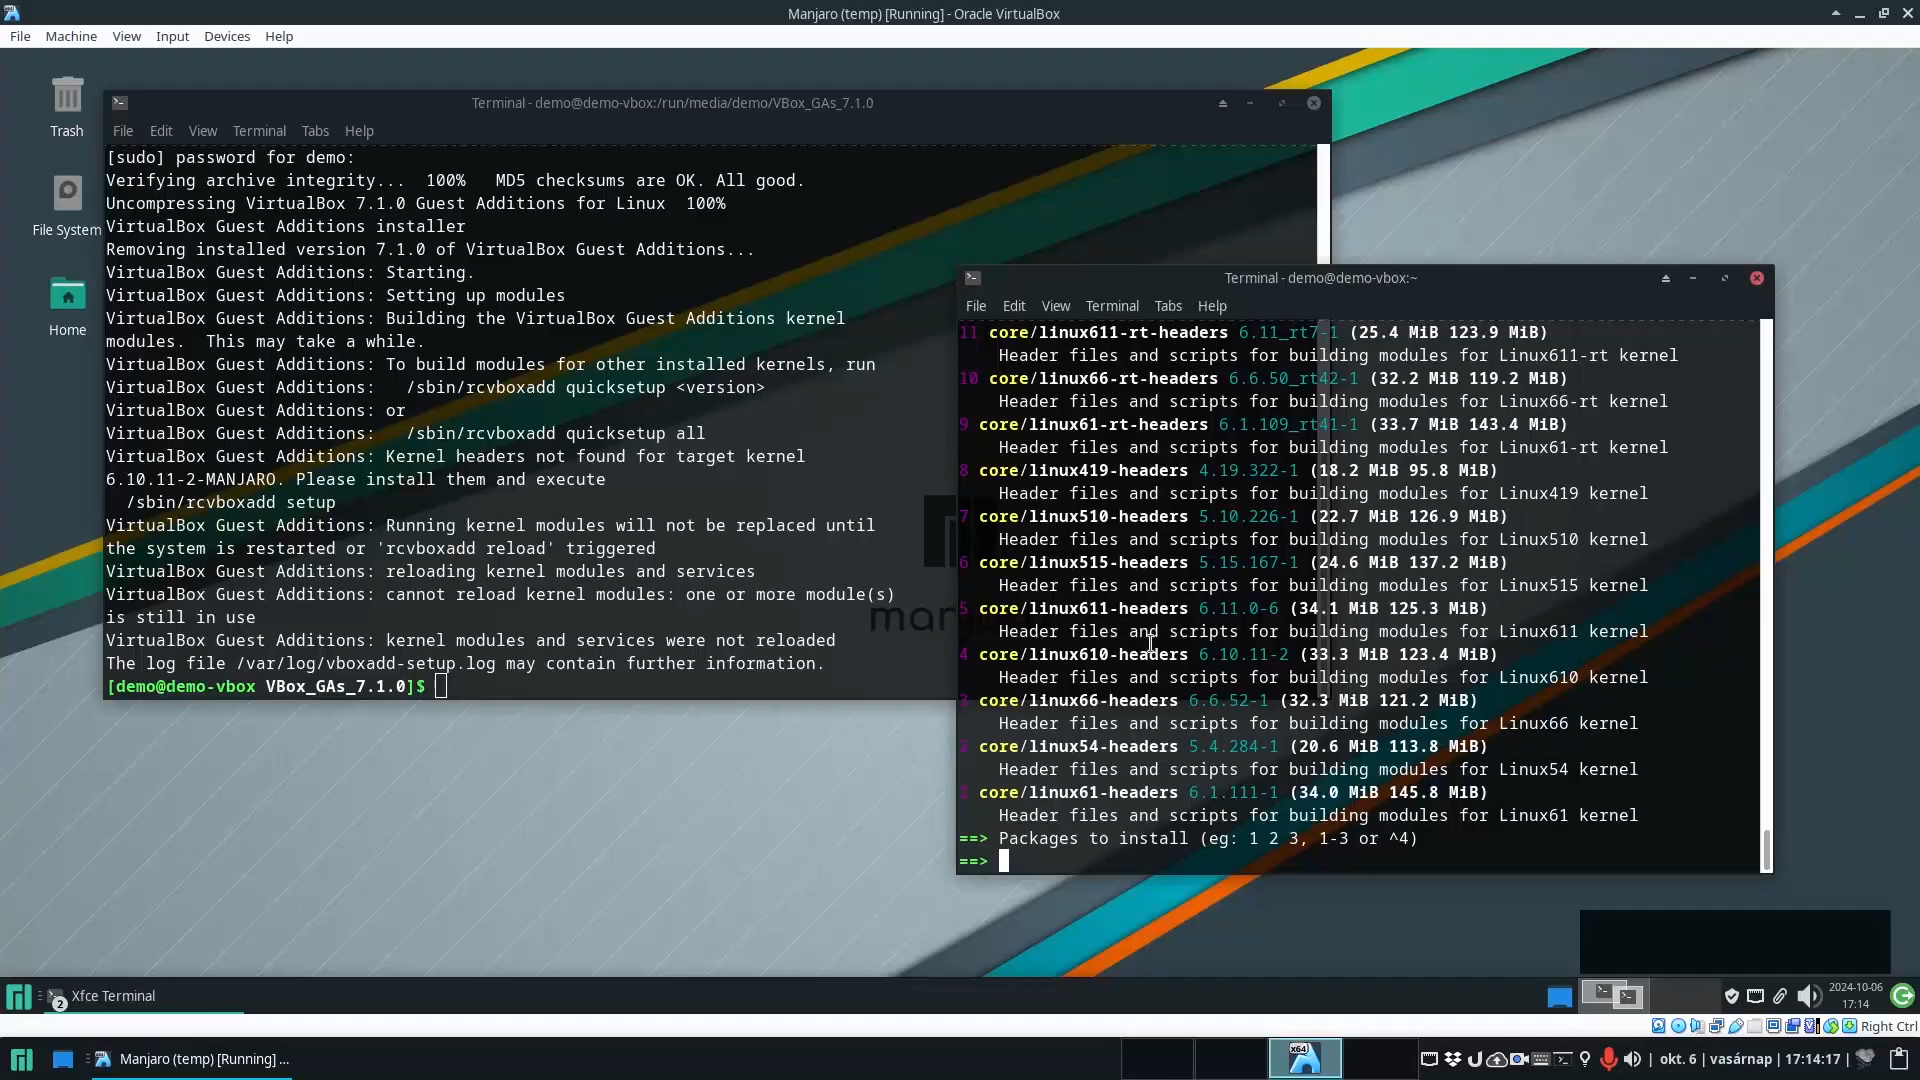 Manjaro (temp) [Running] - Oracle VirtualBox
File Machine View Input Devices Help
Trash
File System
Home
Terminal - demo@demo-vbox:/run/media/demo/VBox_GAs_7.1.0
File Edit View Terminal Tabs Help
[sudo] password for demo:
Verifying archive integrity...  100%   MD5 checksums are OK. All good.
Uncompressing VirtualBox 7.1.0 Guest Additions for Linux  100%
VirtualBox Guest Additions installer
Removing installed version 7.1.0 of VirtualBox Guest Additions...
VirtualBox Guest Additions: Starting.
VirtualBox Guest Additions: Setting up modules
VirtualBox Guest Additions: Building the VirtualBox Guest Additions kernel
modules.  This may take a while.
VirtualBox Guest Additions: To build modules for other installed kernels, run
VirtualBox Guest Additions:   /sbin/rcvboxadd quicksetup <version>
VirtualBox Guest Additions: or
VirtualBox Guest Additions:   /sbin/rcvboxadd quicksetup all
VirtualBox Guest Additions: Kernel headers not found for target kernel
6.10.11-2-MANJARO. Please install them and execute
  /sbin/rcvboxadd setup
VirtualBox Guest Additions: Running kernel modules will not be replaced until
the system is restarted or 'rcvboxadd reload' triggered
VirtualBox Guest Additions: reloading kernel modules and services
VirtualBox Guest Additions: cannot reload kernel modules: one or more module(s)
is still in use
VirtualBox Guest Additions: kernel modules and services were not reloaded
The log file /var/log/vboxadd-setup.log may contain further information.
[demo@demo-vbox VBox_GAs_7.1.0]$
Terminal - demo@demo-vbox:~
File Edit View Terminal Tabs Help
11 core/linux611-rt-headers 6.11_rt7-1 (25.4 MiB 123.9 MiB)
Header files and scripts for building modules for Linux611-rt kernel
10 core/linux66-rt-headers 6.6.50_rt42-1 (32.2 MiB 119.2 MiB)
Header files and scripts for building modules for Linux66-rt kernel
9 core/linux61-rt-headers 6.1.109_rt41-1 (33.7 MiB 143.4 MiB)
Header files and scripts for building modules for Linux61-rt kernel
8 core/linux419-headers 4.19.322-1 (18.2 MiB 95.8 MiB)
Header files and scripts for building modules for Linux419 kernel
7 core/linux510-headers 5.10.226-1 (22.7 MiB 126.9 MiB)
Header files and scripts for building modules for Linux510 kernel
6 core/linux515-headers 5.15.167-1 (24.6 MiB 137.2 MiB)
Header files and scripts for building modules for Linux515 kernel
5 core/linux611-headers 6.11.0-6 (34.1 MiB 125.3 MiB)
Header files and scripts for building modules for Linux611 kernel
4 core/linux610-headers 6.10.11-2 (33.3 MiB 123.4 MiB)
Header files and scripts for building modules for Linux610 kernel
3 core/linux66-headers 6.6.52-1 (32.3 MiB 121.2 MiB)
Header files and scripts for building modules for Linux66 kernel
2 core/linux54-headers 5.4.284-1 (20.6 MiB 113.8 MiB)
Header files and scripts for building modules for Linux54 kernel
1 core/linux61-headers 6.1.111-1 (34.0 MiB 145.8 MiB)
Header files and scripts for building modules for Linux61 kernel
==> Packages to install (eg: 1 2 3, 1-3 or ^4)
==>
2 Xfce Terminal
2024-10-06
17:14
Right Ctrl
Manjaro (temp) [Running] ...
x64
okt. 6 | vasárnap | 17:14:17